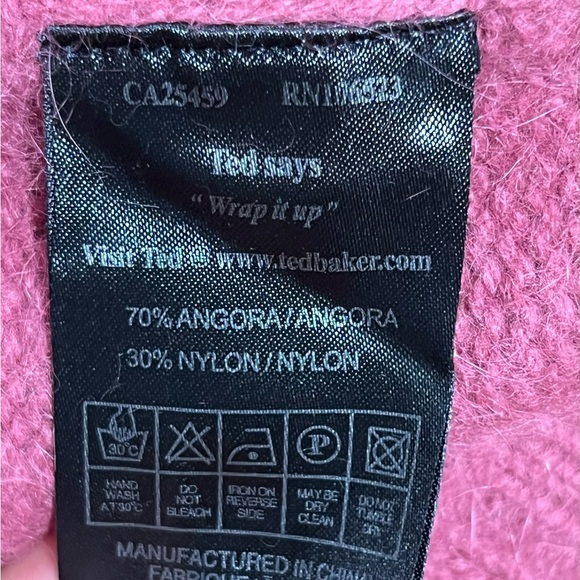 CA25459 RN106523
Ted says
"Wrap it up"
Visit Ted @ www.tedbaker.com
70% ANGORA/ANGORA
30% NYLON/NYLON
30°C P
HAND WASH AT 30°C
DO NOT BLEACH
IRON ON REVERSE SIDE
MAY BE DRY CLEAN
DO NOT TUMBLE DRY
MANUFACTURED IN CHINA
FABRIQUÉ